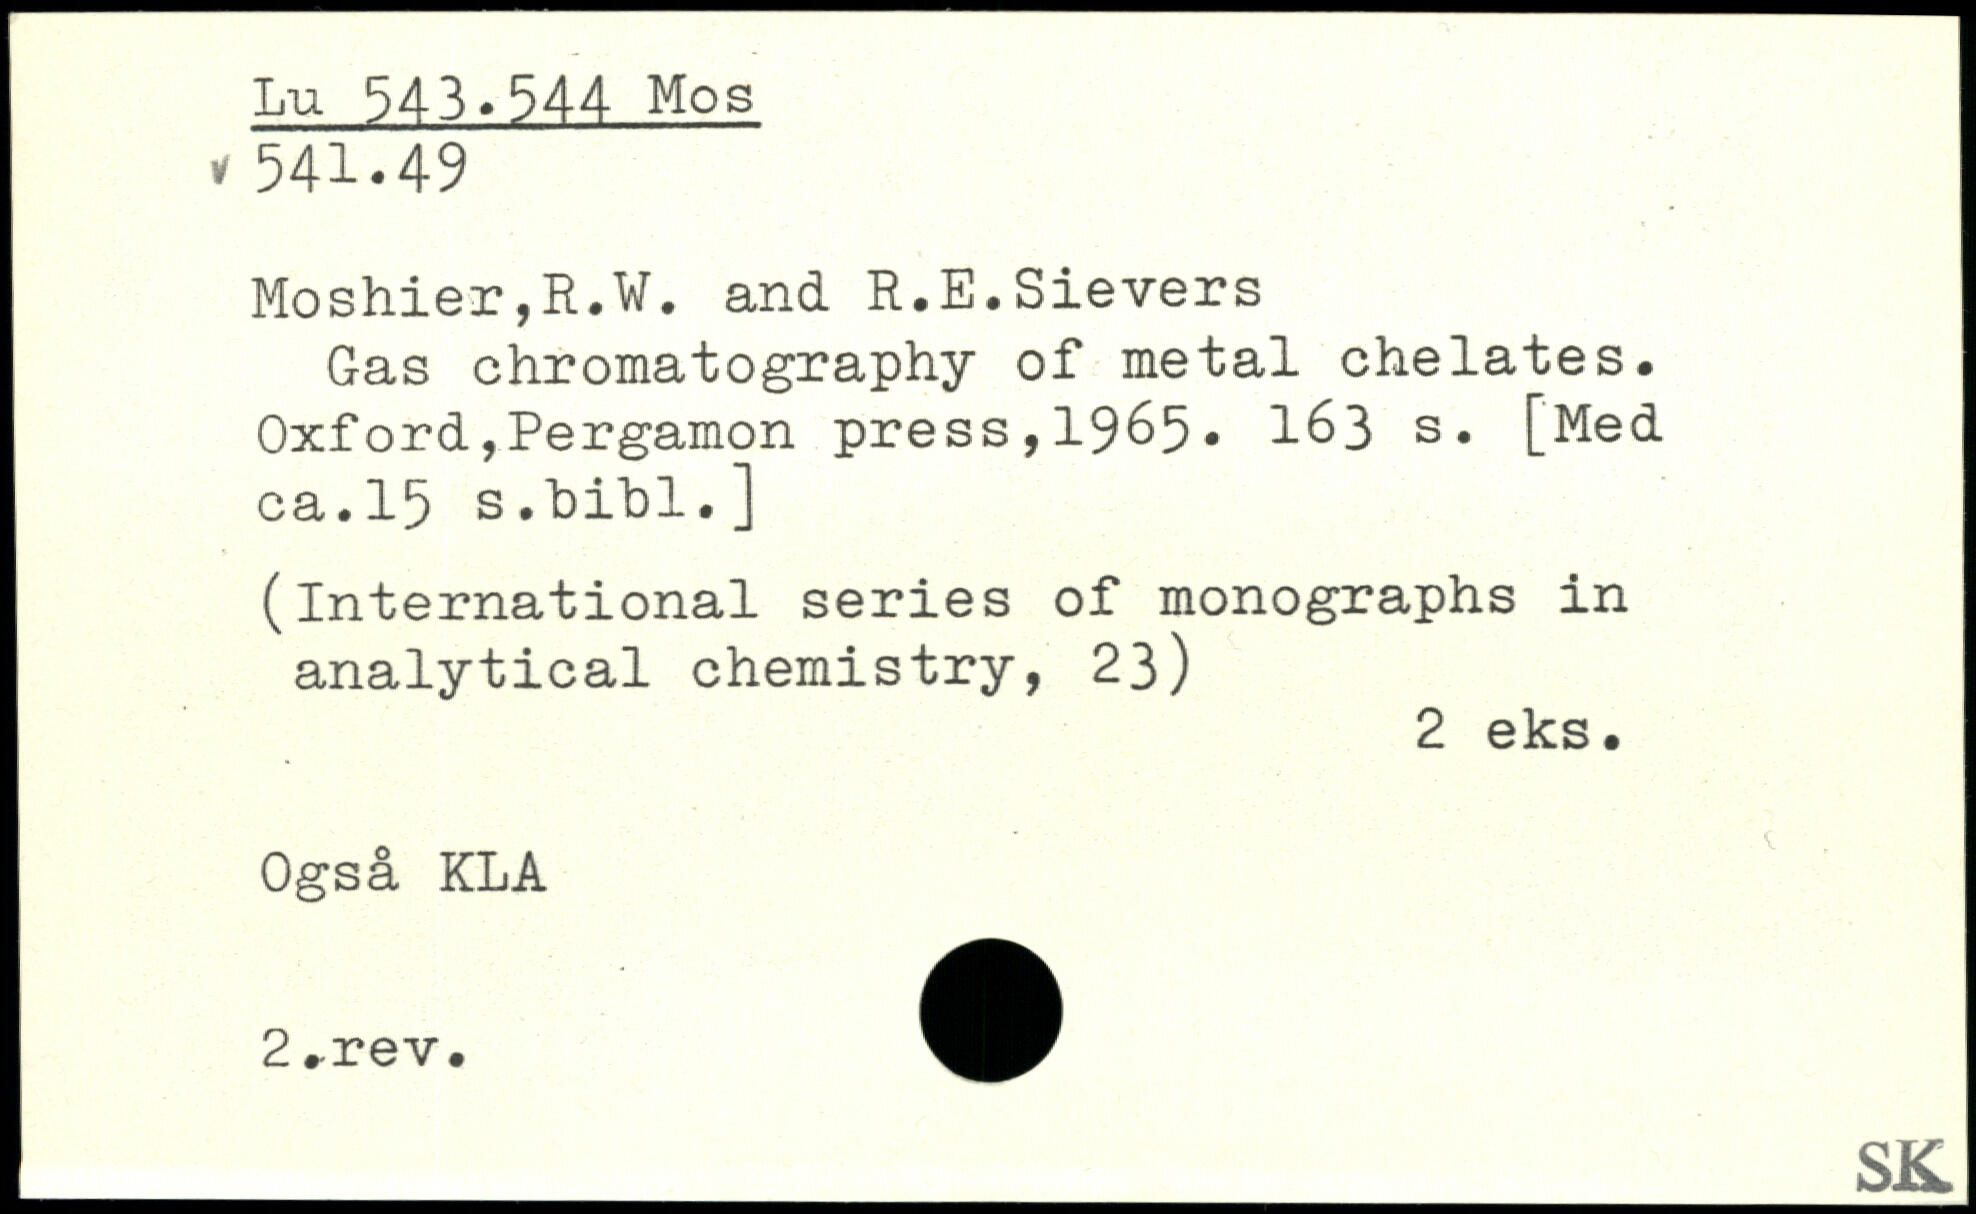 Lu 543.544 Mos
v 541.49
Moshier,R.W. and R.E.Sievers
Gas chromatography of metal chelates.
Oxford,Pergamon press,1965. 163 s. [Med
ca.15 s.bibl.]
(International series of monographs in
analytical chemistry, 23)
2 eks.
Også KLA
2.rev.
SK